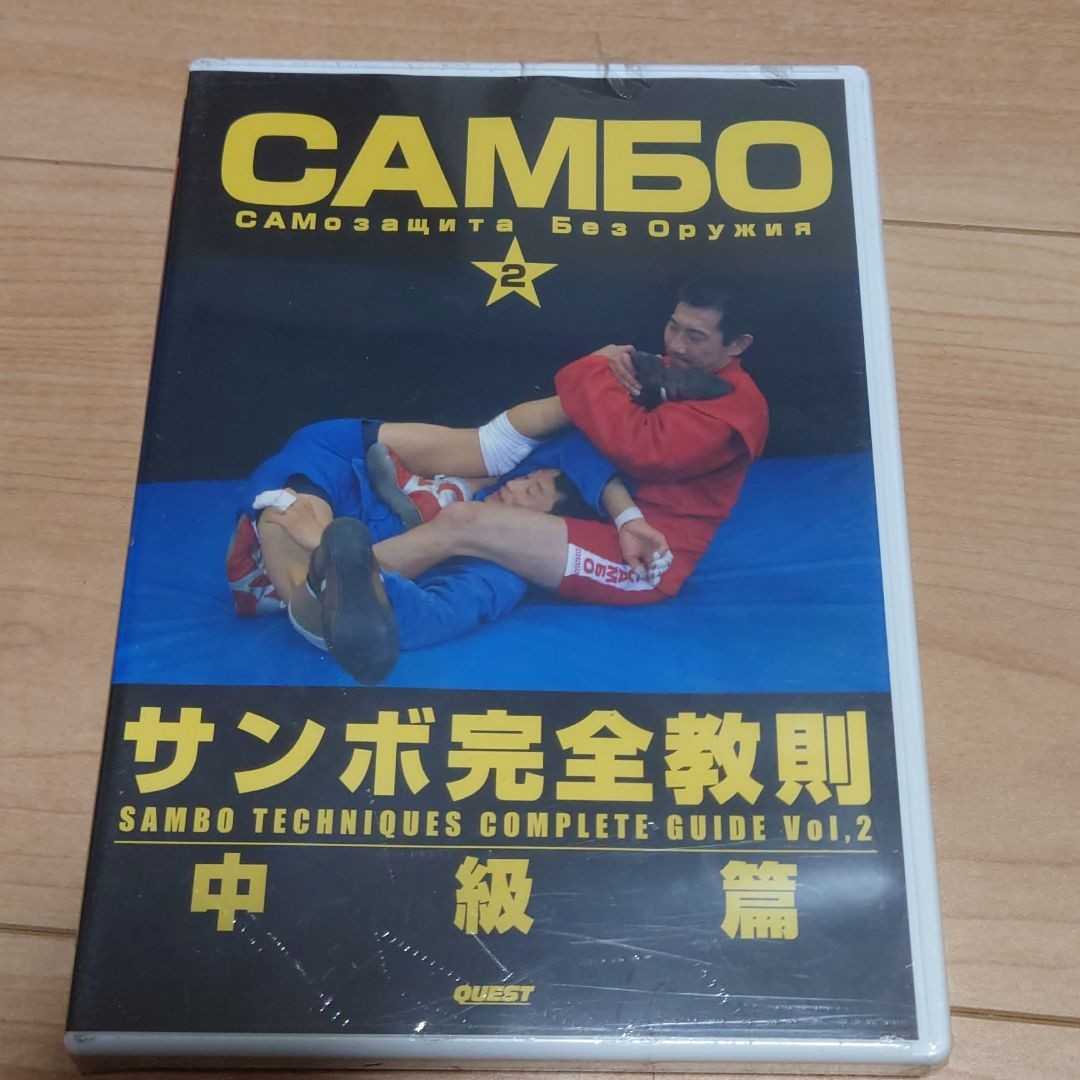 САМБО
САМозащита Без Оружия
2
САМБО
サンボ完全教則
SAMBO TECHNIQUES COMPLETE GUIDE Vol,2
中級篇
QUEST